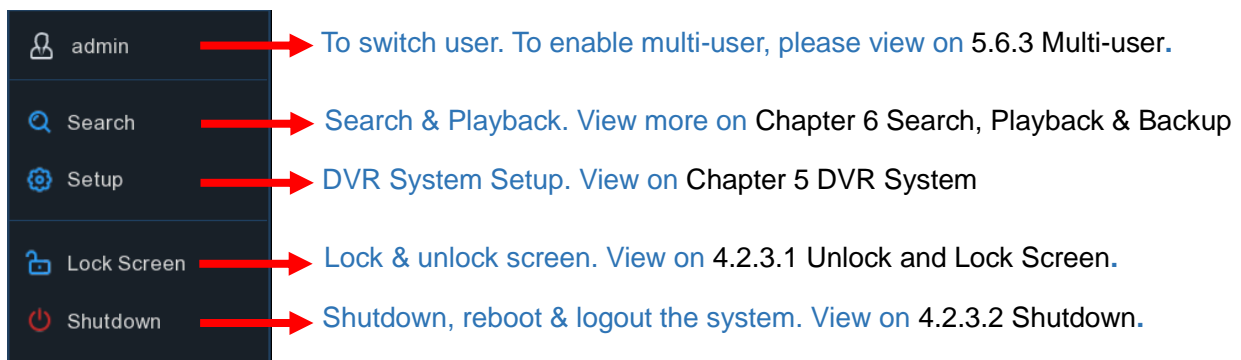 admin To switch user. To enable multi-user, please view on 5.6.3 Multi-user.
Search Search & Playback. View more on Chapter 6 Search, Playback & Backup
Setup DVR System Setup. View on Chapter 5 DVR System
Lock Screen Lock & unlock screen. View on 4.2.3.1 Unlock and Lock Screen.
Shutdown Shutdown, reboot & logout the system. View on 4.2.3.2 Shutdown.